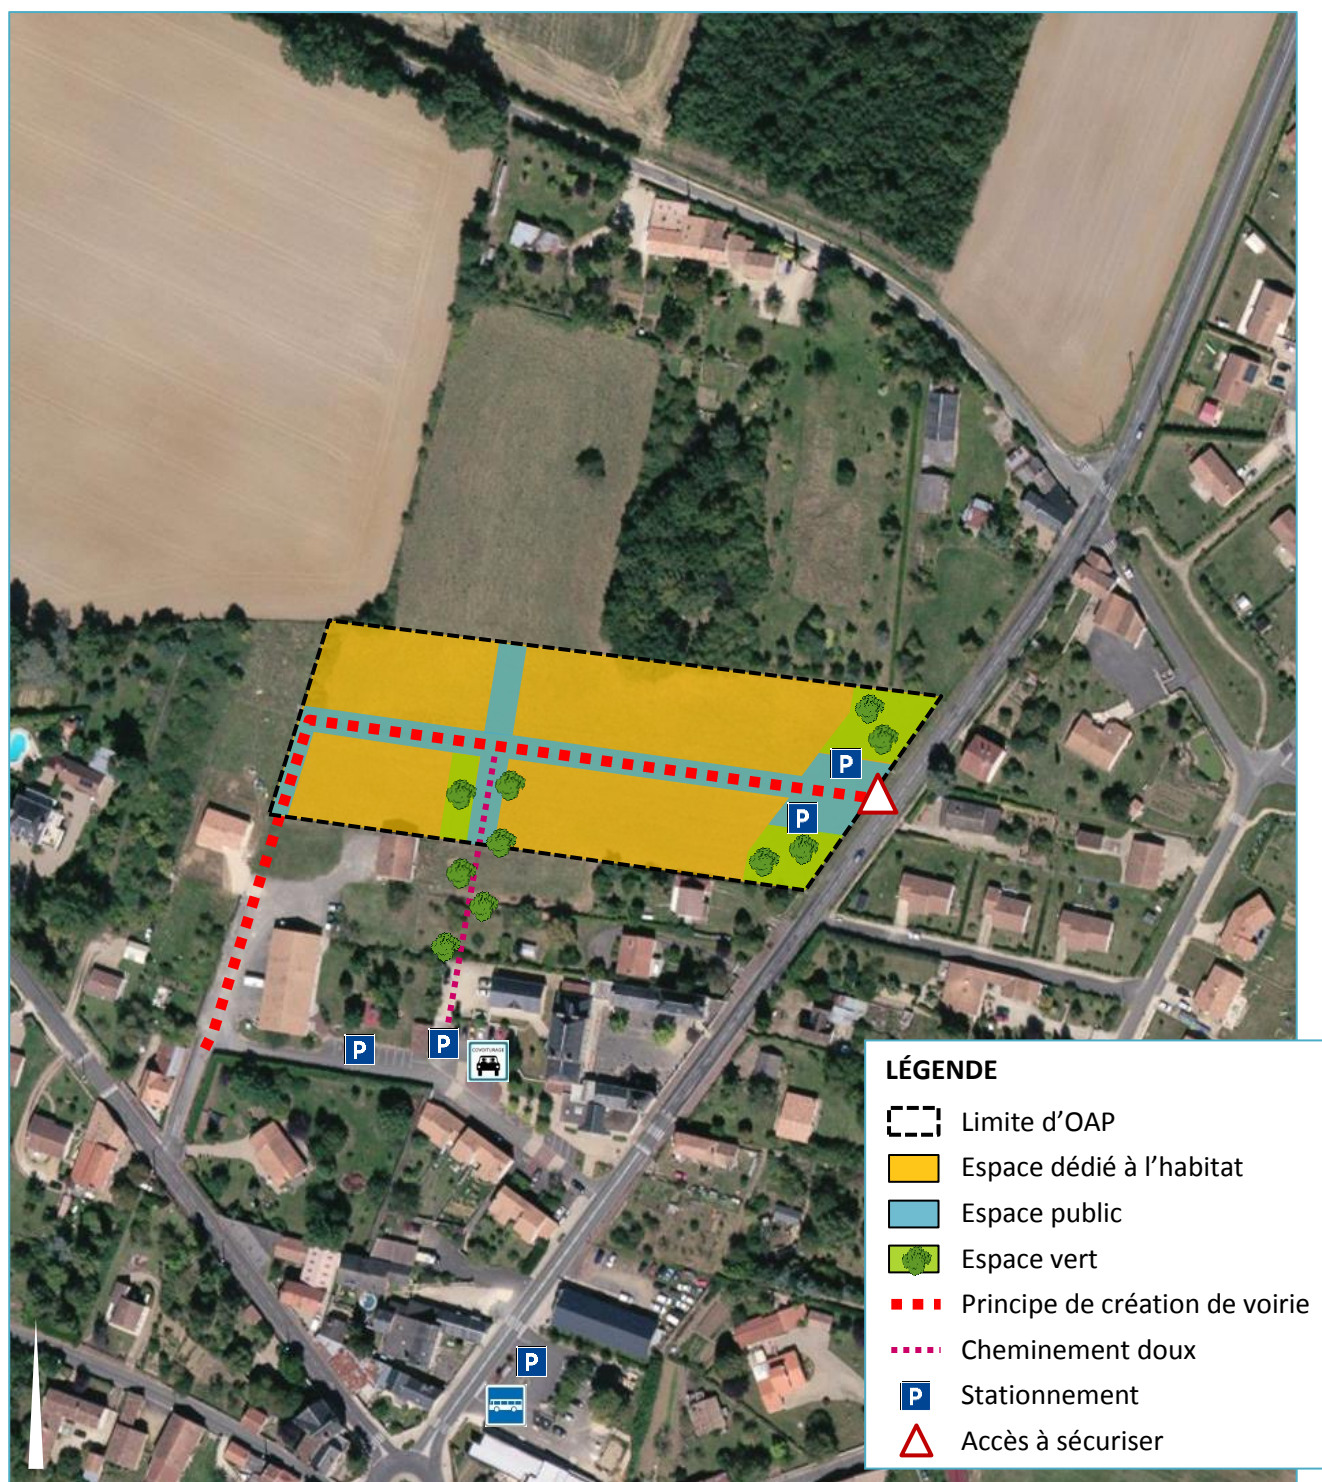 P
P
P
P
COVOITURAGE
P
LÉGENDE
Limite d’OAP
Espace dédié à l’habitat
Espace public
Espace vert
Principe de création de voirie
Cheminement doux
P
Stationnement
Accès à sécuriser